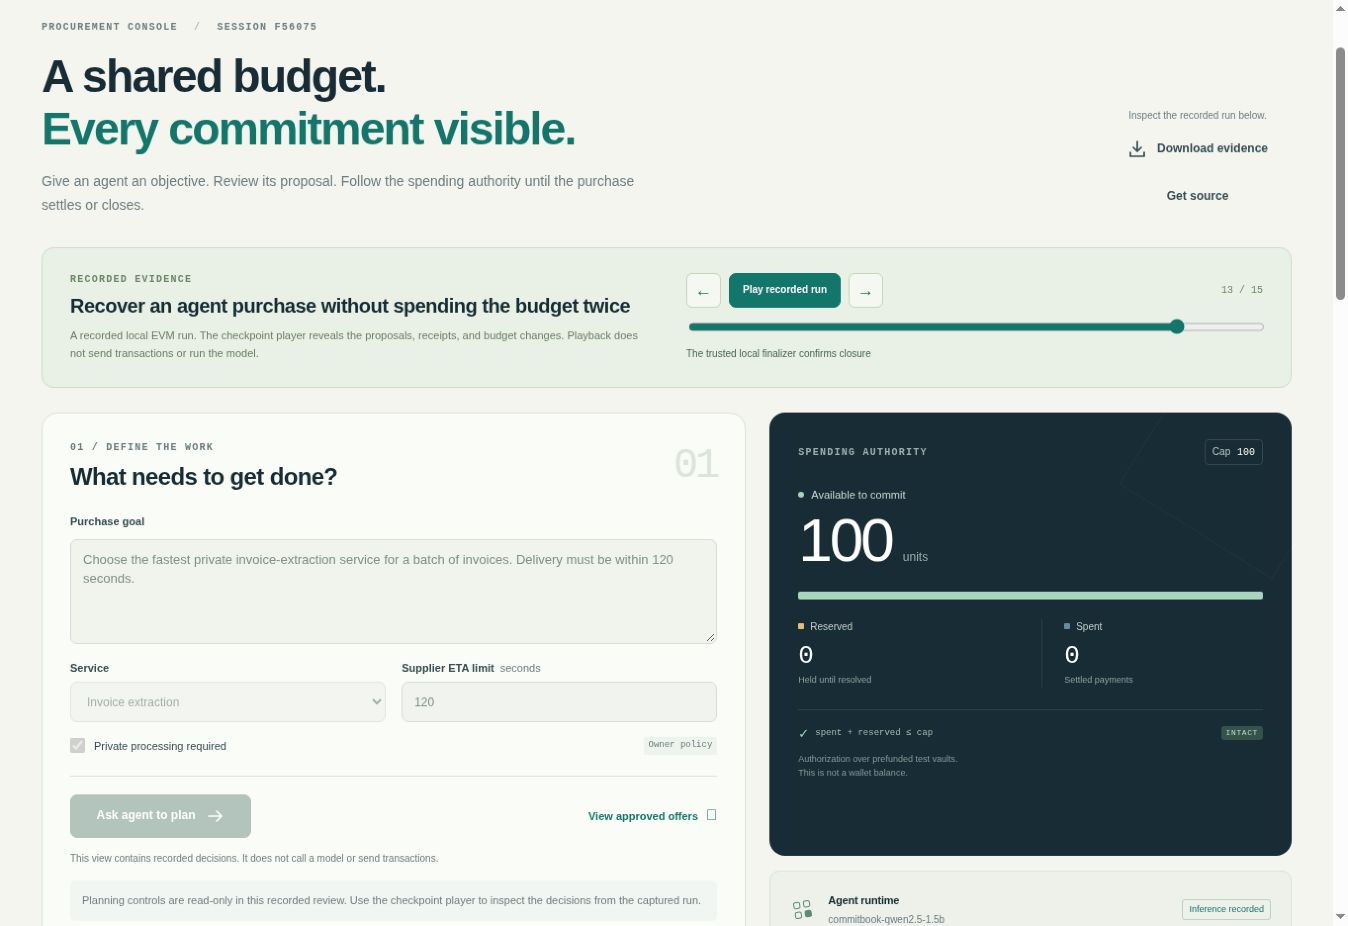 PROCUREMENT CONSOLE / SESSION F56075
A shared budget.
Every commitment visible.
Give an agent an objective. Review its proposal. Follow the spending authority until the purchase
settles or closes.
Inspect the recorded run below.
Download evidence
Get source
RECORDED EVIDENCE
Recover an agent purchase without spending the budget twice
A recorded local EVM run. The checkpoint player reveals the proposals, receipts, and budget changes. Playback does
not send transactions or run the model.
← Play recorded run →
13 / 15
The trusted local finalizer confirms closure
01 / DEFINE THE WORK
01
What needs to get done?
Purchase goal
Choose the fastest private invoice-extraction service for a batch of invoices. Delivery must be within 120
seconds.
Service
Invoice extraction
Supplier ETA limit seconds
120
Private processing required
Owner policy
Ask agent to plan →
View approved offers
This view contains recorded decisions. It does not call a model or send transactions.
Planning controls are read-only in this recorded review. Use the checkpoint player to inspect the decisions from the captured run.
SPENDING AUTHORITY
Cap 100
Available to commit
100 units
Reserved
0
Held until resolved
Spent
0
Settled payments
✓ spent + reserved ≤ cap
INTACT
Authorization over prefunded test vaults.
This is not a wallet balance.
Agent runtime
commitbook-qwen2.5-1.5b
Inference recorded